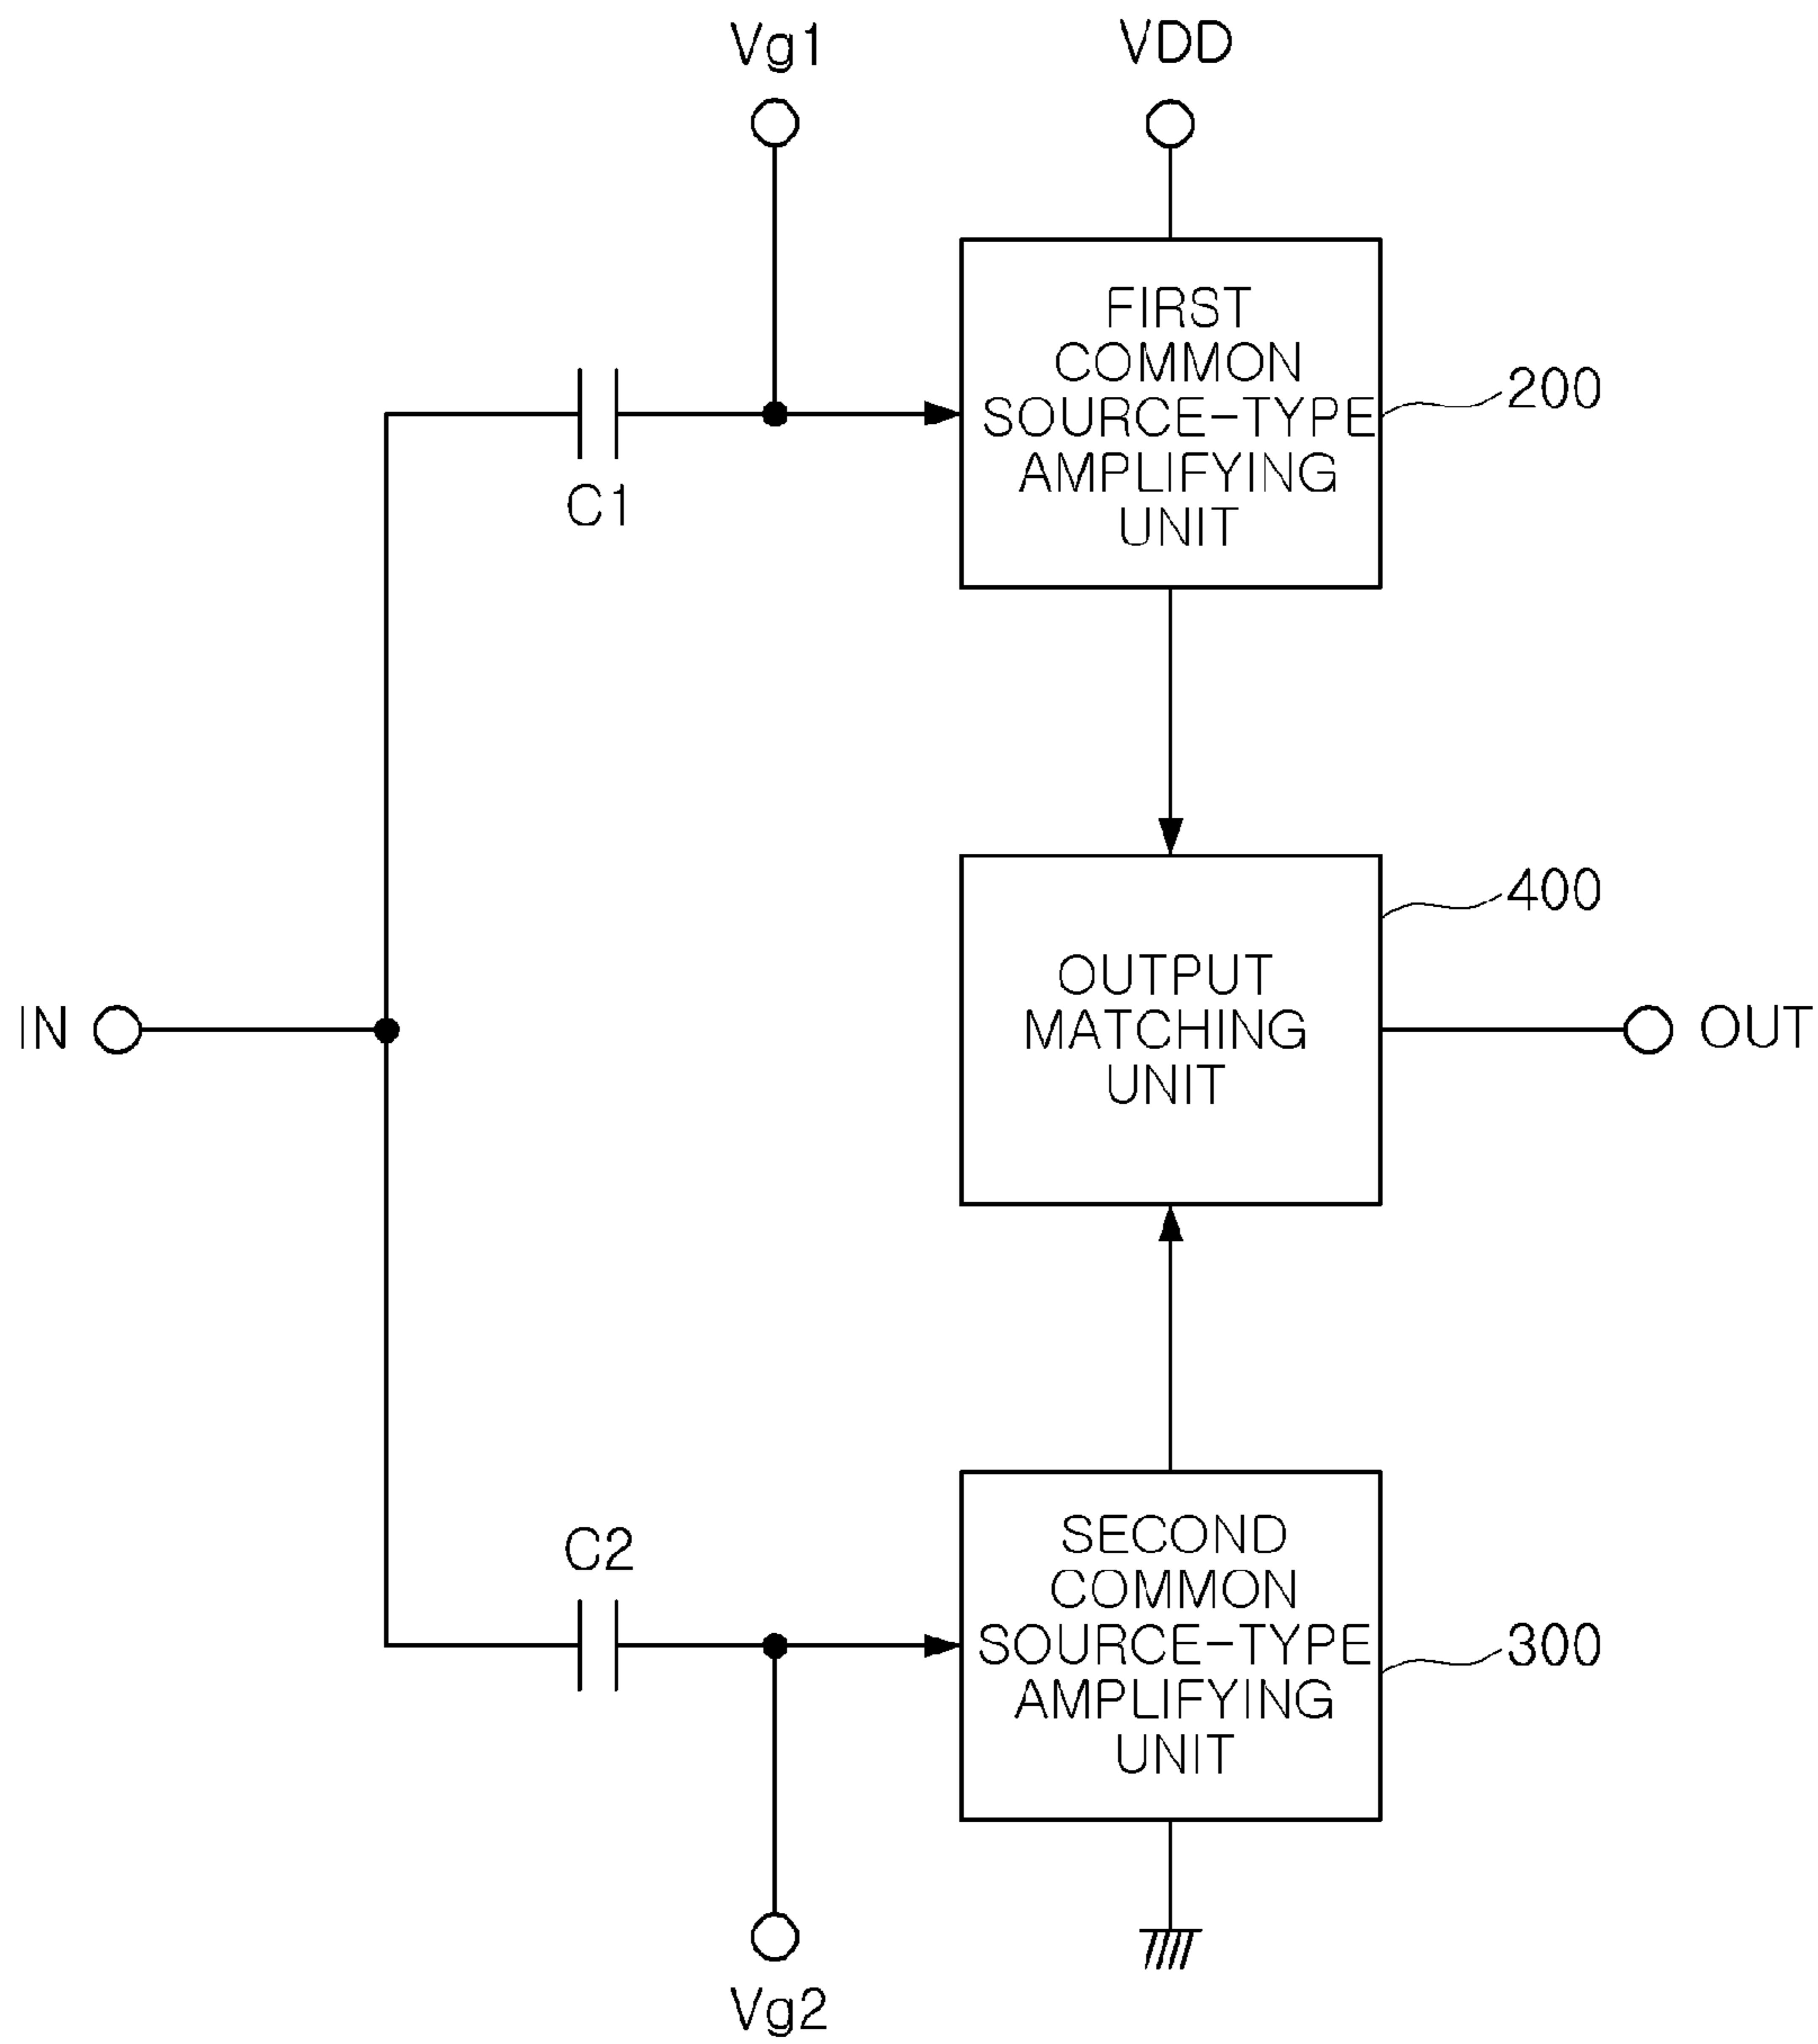 Vg1
VDD
FIRST
COMMON
SOURCE-TYPE
AMPLIFYING
UNIT
200
C1
400
OUTPUT
MATCHING
UNIT
IN
OUT
C2
SECOND
COMMON
SOURCE-TYPE
AMPLIFYING
UNIT
300
Vg2